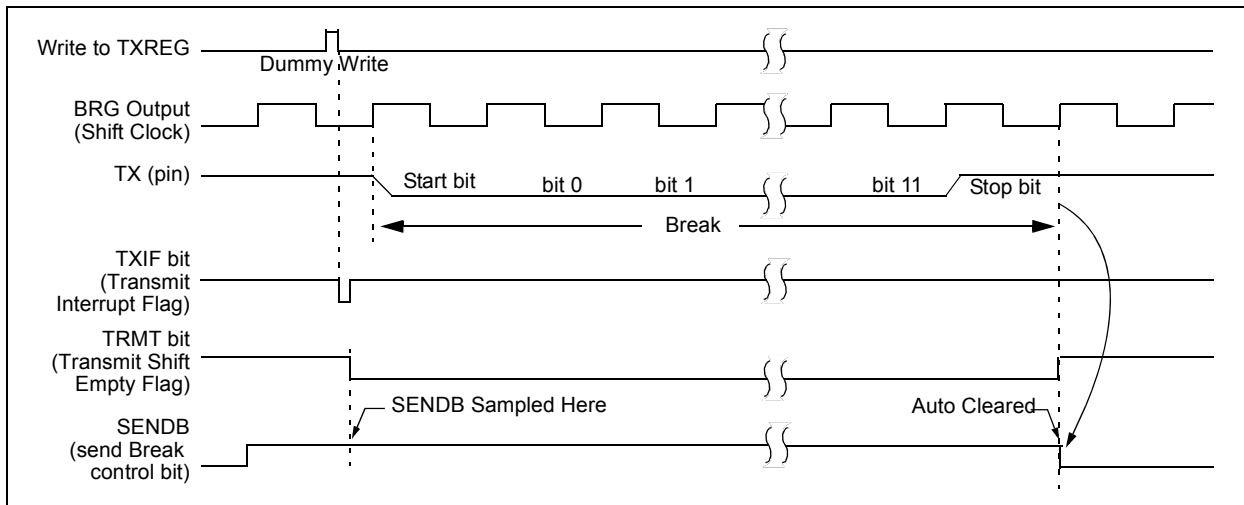 Write to TXREG
Dummy Write
BRG Output
(Shift Clock)
TX (pin)
Start bit
bit 0
bit 1
bit 11
Stop bit
Break
TXIF bit
(Transmit
Interrupt Flag)
TRMT bit
(Transmit Shift
Empty Flag)
SENDB Sampled Here
Auto Cleared
SENDB
(send Break
control bit)